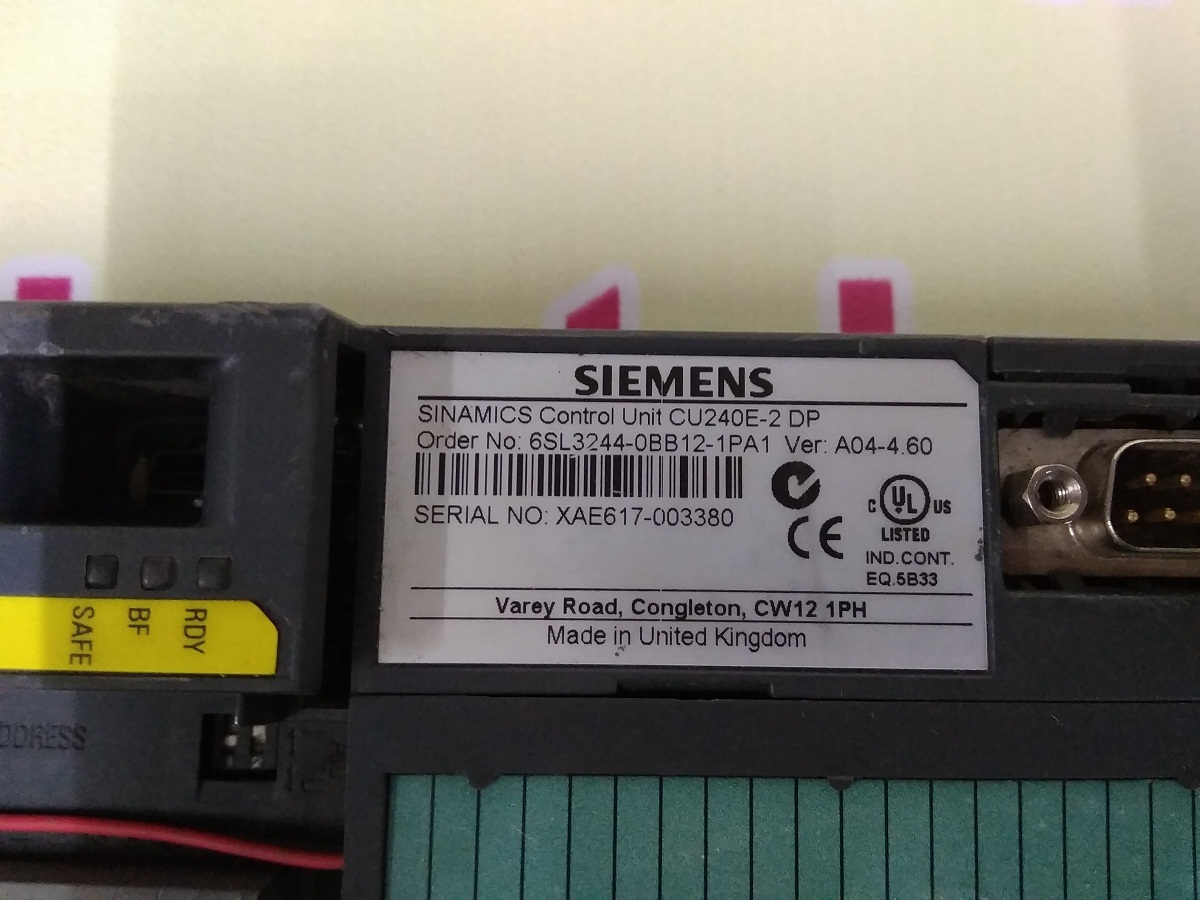 SIEMENS
SINAMICS Control Unit CU240E-2 DP
Order No: 6SL3244-0BB12-1PA1 Ver: A04-4.60
SERIAL NO: XAE617-003380
C UL US
LISTED
IND.CONT.
EQ.5B33
CE
Varey Road, Congleton, CW12 1PH
Made in United Kingdom
RDY
BF
SAFE